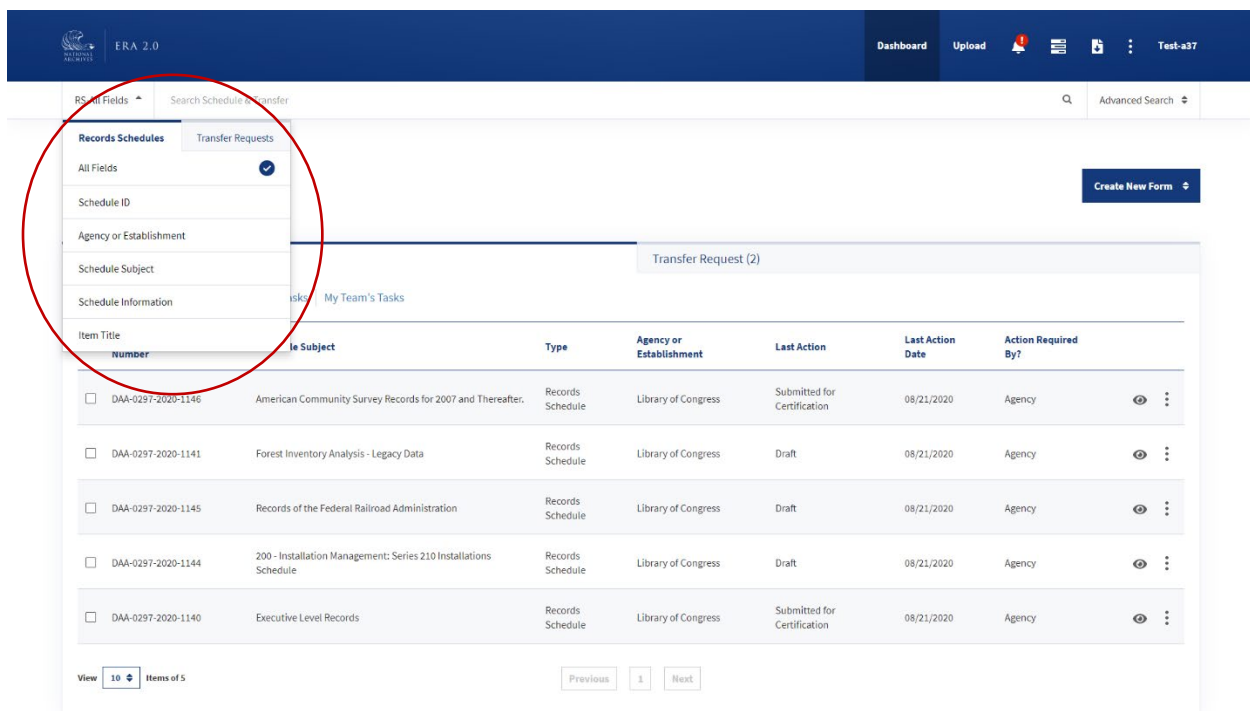 NATIONAL
ARCHIVES
ERA 2.0
Dashboard
Upload
Test-a37
RS-All Fields
Search Schedule & Transfer
Advanced Search
Records Schedules
Transfer Requests
All Fields
Schedule ID
Agency or Establishment
Schedule Subject
Schedule Information
Item Title
Create New Form
Transfer Request (2)
My Team's Tasks
Number
le Subject
Type
Agency or
Establishment
Last Action
Last Action
Date
Action Required
By?
DAA-0297-2020-1146
American Community Survey Records for 2007 and Thereafter.
Records
Schedule
Library of Congress
Submitted for
Certification
08/21/2020
Agency
DAA-0297-2020-1141
Forest Inventory Analysis - Legacy Data
Records
Schedule
Library of Congress
Draft
08/21/2020
Agency
DAA-0297-2020-1145
Records of the Federal Railroad Administration
Records
Schedule
Library of Congress
Draft
08/21/2020
Agency
DAA-0297-2020-1144
200 - Installation Management: Series 210 Installations
Schedule
Records
Schedule
Library of Congress
Draft
08/21/2020
Agency
DAA-0297-2020-1140
Executive Level Records
Records
Schedule
Library of Congress
Submitted for
Certification
08/21/2020
Agency
View 10 Items of 5
Previous
1
Next